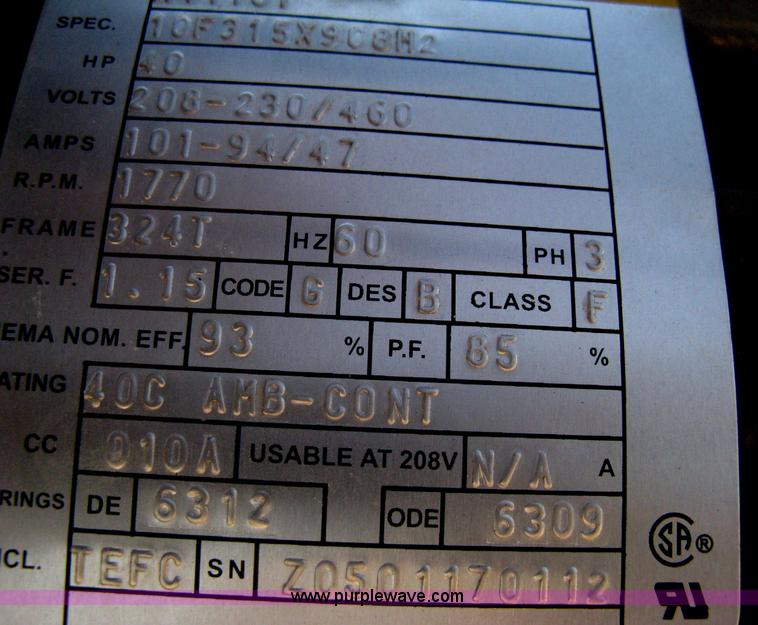 SPEC. 10F315X9C8H2
HP 40
VOLTS 208-230/460
AMPS 101-94/47
R.P.M. 1770
FRAME 324T HZ 60 PH 3
SER. F. 1.15 CODE G DES B CLASS F
EMA NOM. EFF. 93 % P.F. 85 %
ATING 40C AMB-CONT
CC 010A USABLE AT 208V N/A A
RINGS DE 6312 ODE 6309
NCL. TEFC SN Z0501170112
SA ®
www.purplewave.com